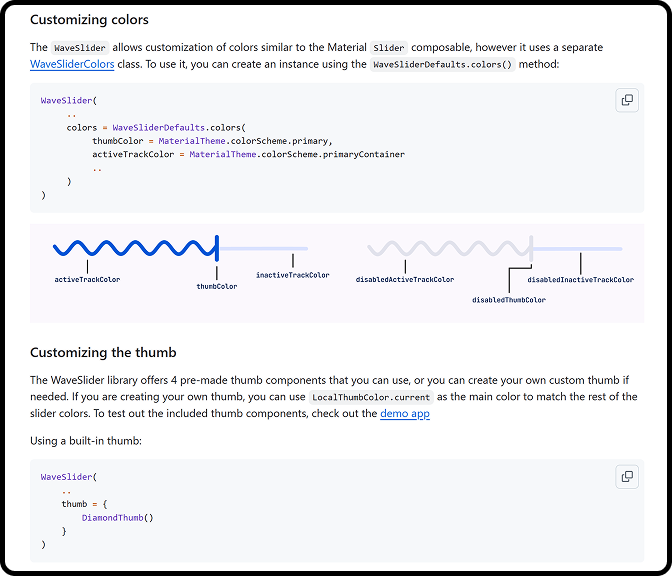 Customizing colors
The WaveSlider allows customization of colors similar to the Material Slider composable, however it uses a separate
WaveSliderColors class. To use it, you can create an instance using the WaveSliderDefaults.colors() method:
WaveSlider(
..
colors = WaveSliderDefaults.colors(
thumbColor = MaterialTheme.colorScheme.primary,
activeTrackColor = MaterialTheme.colorScheme.primaryContainer
..
)
)
activeTrackColor
thumbColor
inactiveTrackColor
disabledActiveTrackColor
disabledThumbColor
disabledInactiveTrackColor
Customizing the thumb
The WaveSlider library offers 4 pre-made thumb components that you can use, or you can create your own custom thumb if
needed. If you are creating your own thumb, you can use LocalThumbColor.current as the main color to match the rest of the
slider colors. To test out the included thumb components, check out the demo app
Using a built-in thumb:
WaveSlider(
..
thumb = {
DiamondThumb()
}
)